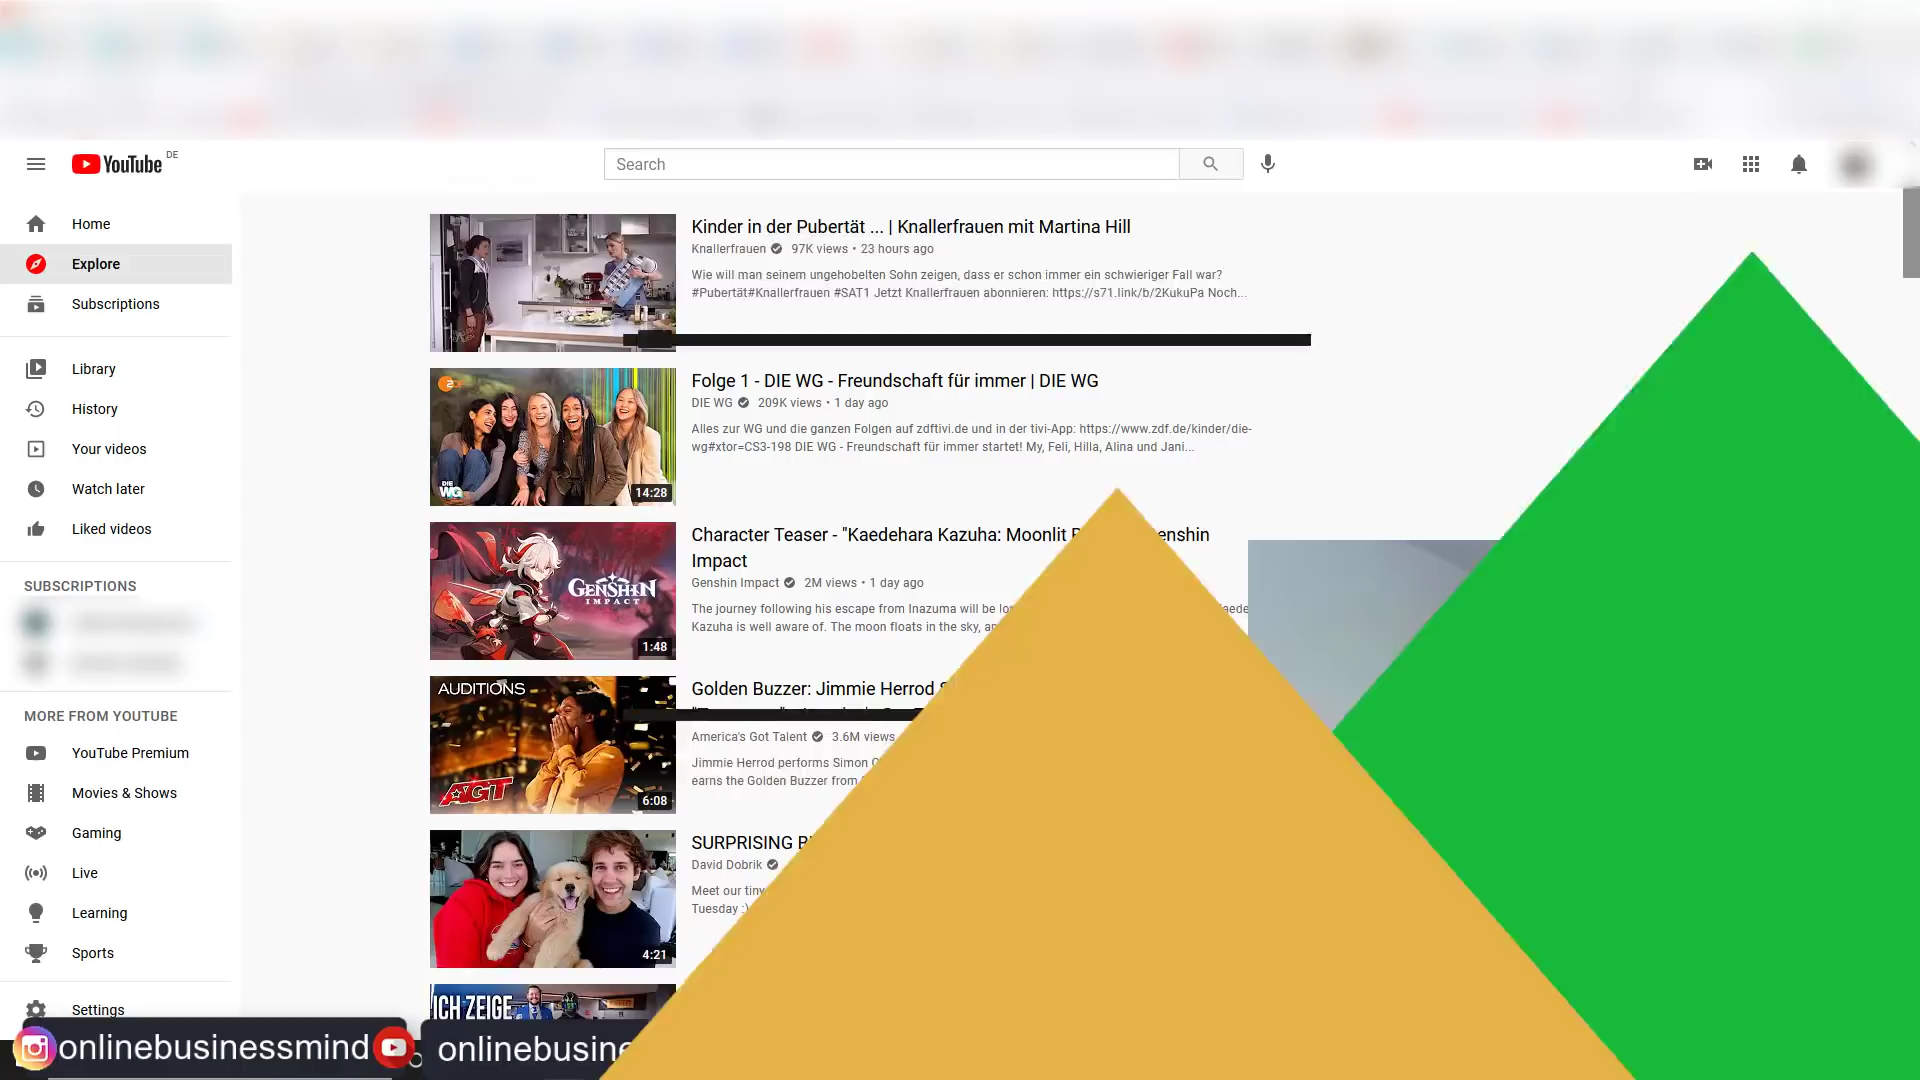 YouTube DE
Search
Home
Explore
Subscriptions
Library
History
Your videos
Watch later
Liked videos
SUBSCRIPTIONS
MORE FROM YOUTUBE
YouTube Premium
Movies & Shows
Gaming
Live
Learning
Sports
Settings
Kinder in der Pubertät ... | Knallerfrauen mit Martina Hill
Knallerfrauen 97K views • 23 hours ago
Wie will man seinem ungehobelten Sohn zeigen, dass er schon immer ein schwieriger Fall war?
#Pubertät#Knallerfrauen #SAT1 Jetzt Knallerfrauen abonnieren: https://s71.link/b/2KukuPa Noch...
DIE
WG
14:28
Folge 1 - DIE WG - Freundschaft für immer | DIE WG
DIE WG 209K views • 1 day ago
Alles zur WG und die ganzen Folgen auf zdftivi.de und in der tivi-App: https://www.zdf.de/kinder/die-
wg#xtor=CS3-198 DIE WG - Freundschaft für immer startet! My, Feli, Hilla, Alina und Jani...
GENSHIN
IMPACT
1:48
Character Teaser - "Kaedehara Kazuha: Moonlit
Impact
Genshin Impact 2M views • 1 day ago
The journey following his escape from Inazuma will be
Kazuha is well aware of. The moon floats in the sky,
AUDITIONS
AGT
6:08
Golden Buzzer: Jimmie Herrod
America's Got Talent 3.6M views
Jimmie Herrod performs Simon
earns the Golden Buzzer from
4:21
SURPRISING
David Dobrik
Meet our tiny
Tuesday :)
ICH ZEIGE
onlinebusinessmind
onlinebusine